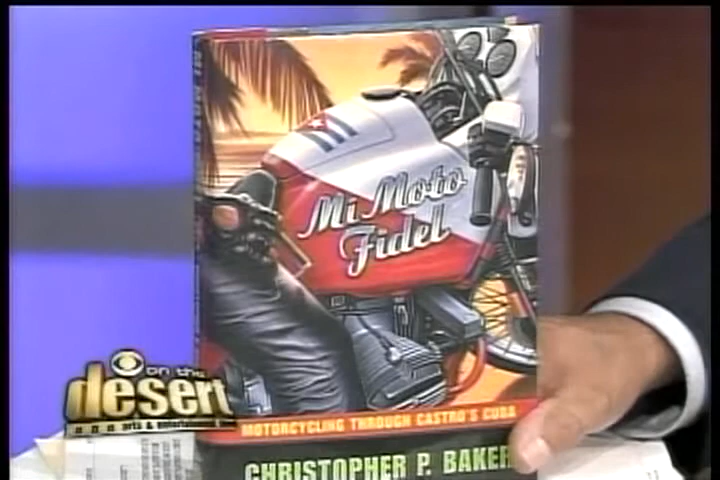 Mi Moto
Fidel
MOTORCYCLING THROUGH CASTRO'S CUBA
CHRISTOPHER P. BAKER
on the
desert
arts & entertainment